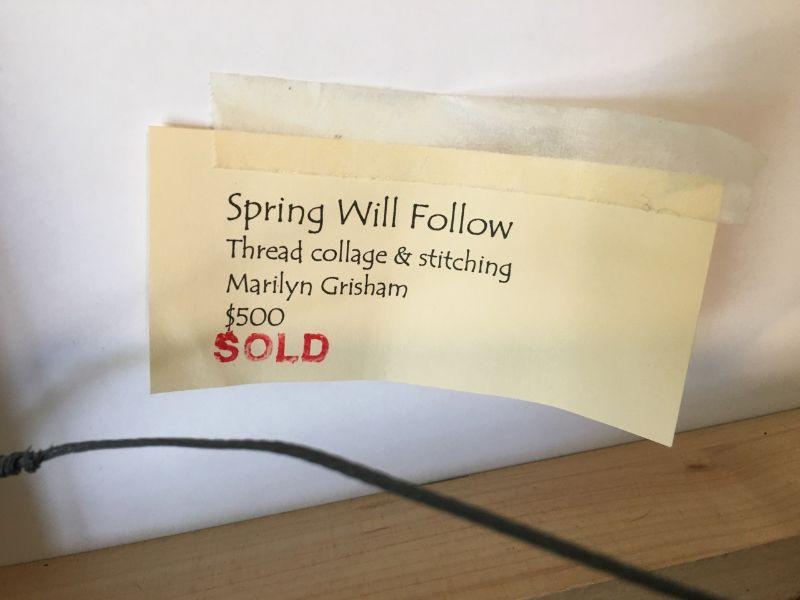 Spring Will Follow
Thread collage & stitching
Marilyn Grisham
$500
SOLD